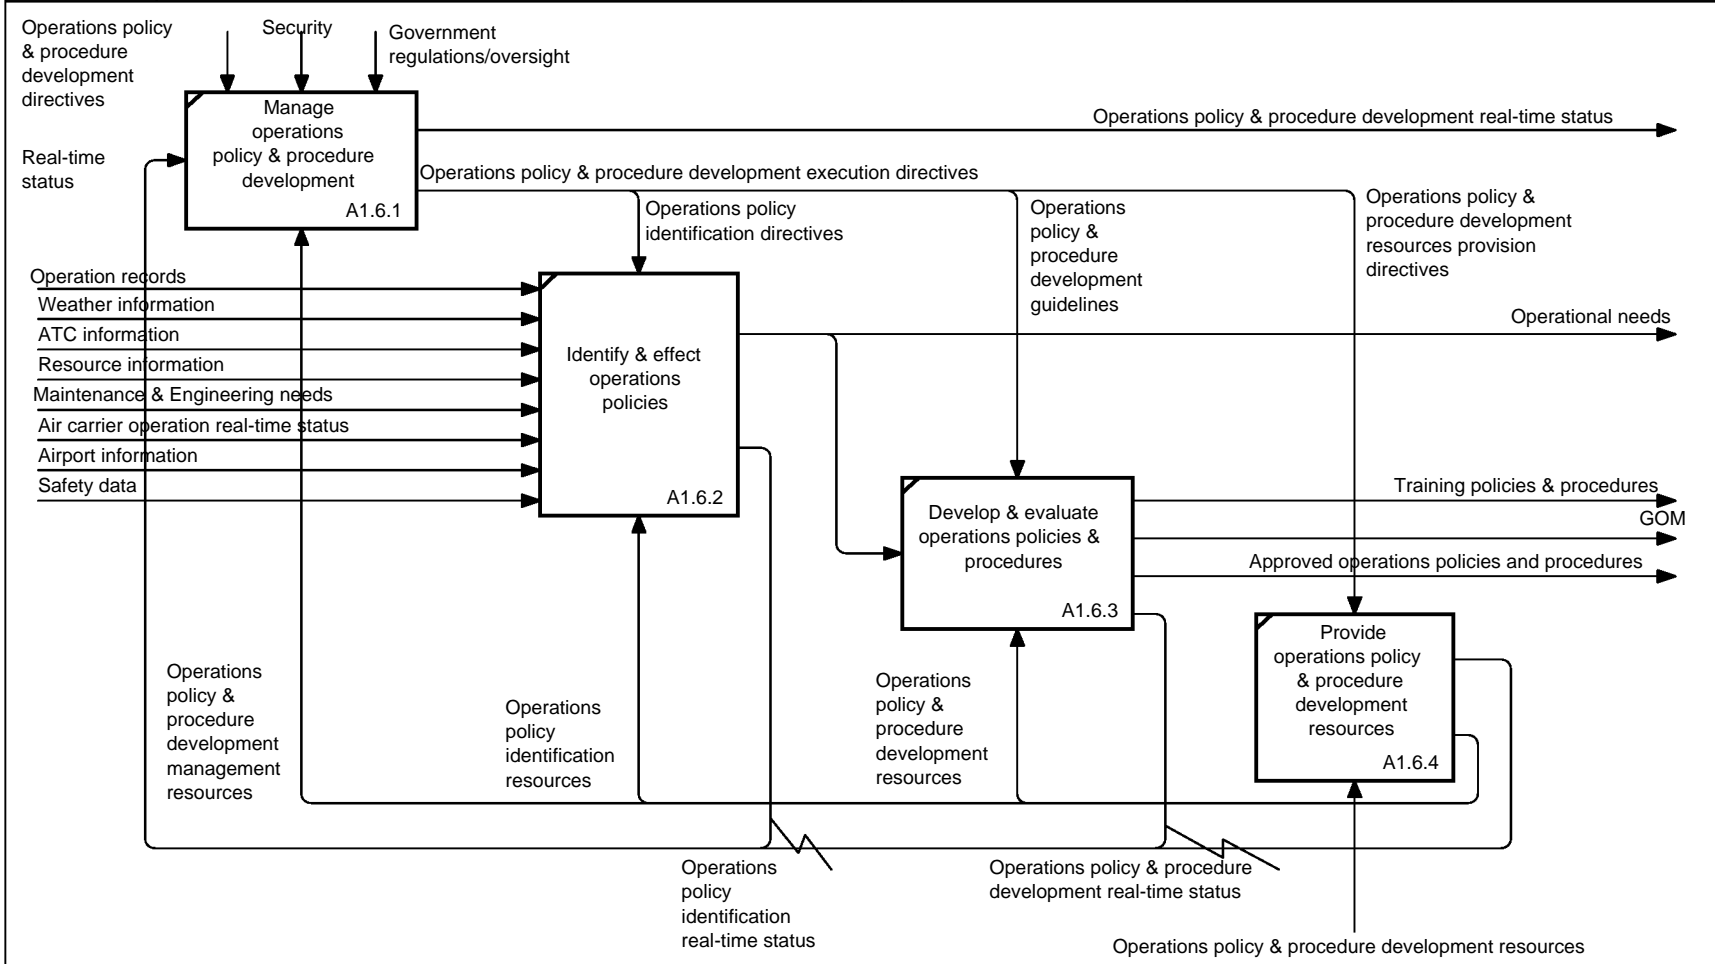 Operations policy
& procedure
development
directives
Security
Government
regulations/oversight
Manage
operations
policy & procedure
development
A1.6.1
Real-time
status
Operations policy & procedure development real-time status
Operations policy & procedure development execution directives
Operations policy
identification directives
Operations
policy &
procedure
development
guidelines
Operations policy &
procedure development
resources provision
directives
Operation records
Weather information
ATC information
Resource information
Maintenance & Engineering needs
Air carrier operation real-time status
Airport information
Safety data
Identify & effect
operations
policies
A1.6.2
Operational needs
Training policies & procedures
GOM
Approved operations policies and procedures
Develop & evaluate
operations policies &
procedures
A1.6.3
Provide
operations policy
& procedure
development
resources
A1.6.4
Operations
policy &
procedure
development
management
resources
Operations
policy
identification
resources
Operations
policy &
procedure
development
resources
Operations
policy
identification
real-time status
Operations policy & procedure
development real-time status
Operations policy & procedure development resources